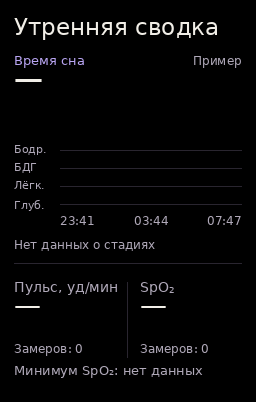 Утренняя сводка
Время сна Пример
—
Бодр.
БДГ
Лёгк.
Глуб.
23:41 03:44 07:47
Нет данных о стадиях
Пульс, уд/мин SpO₂
— —
Замеров: 0 Замеров: 0
Минимум SpO₂: нет данных